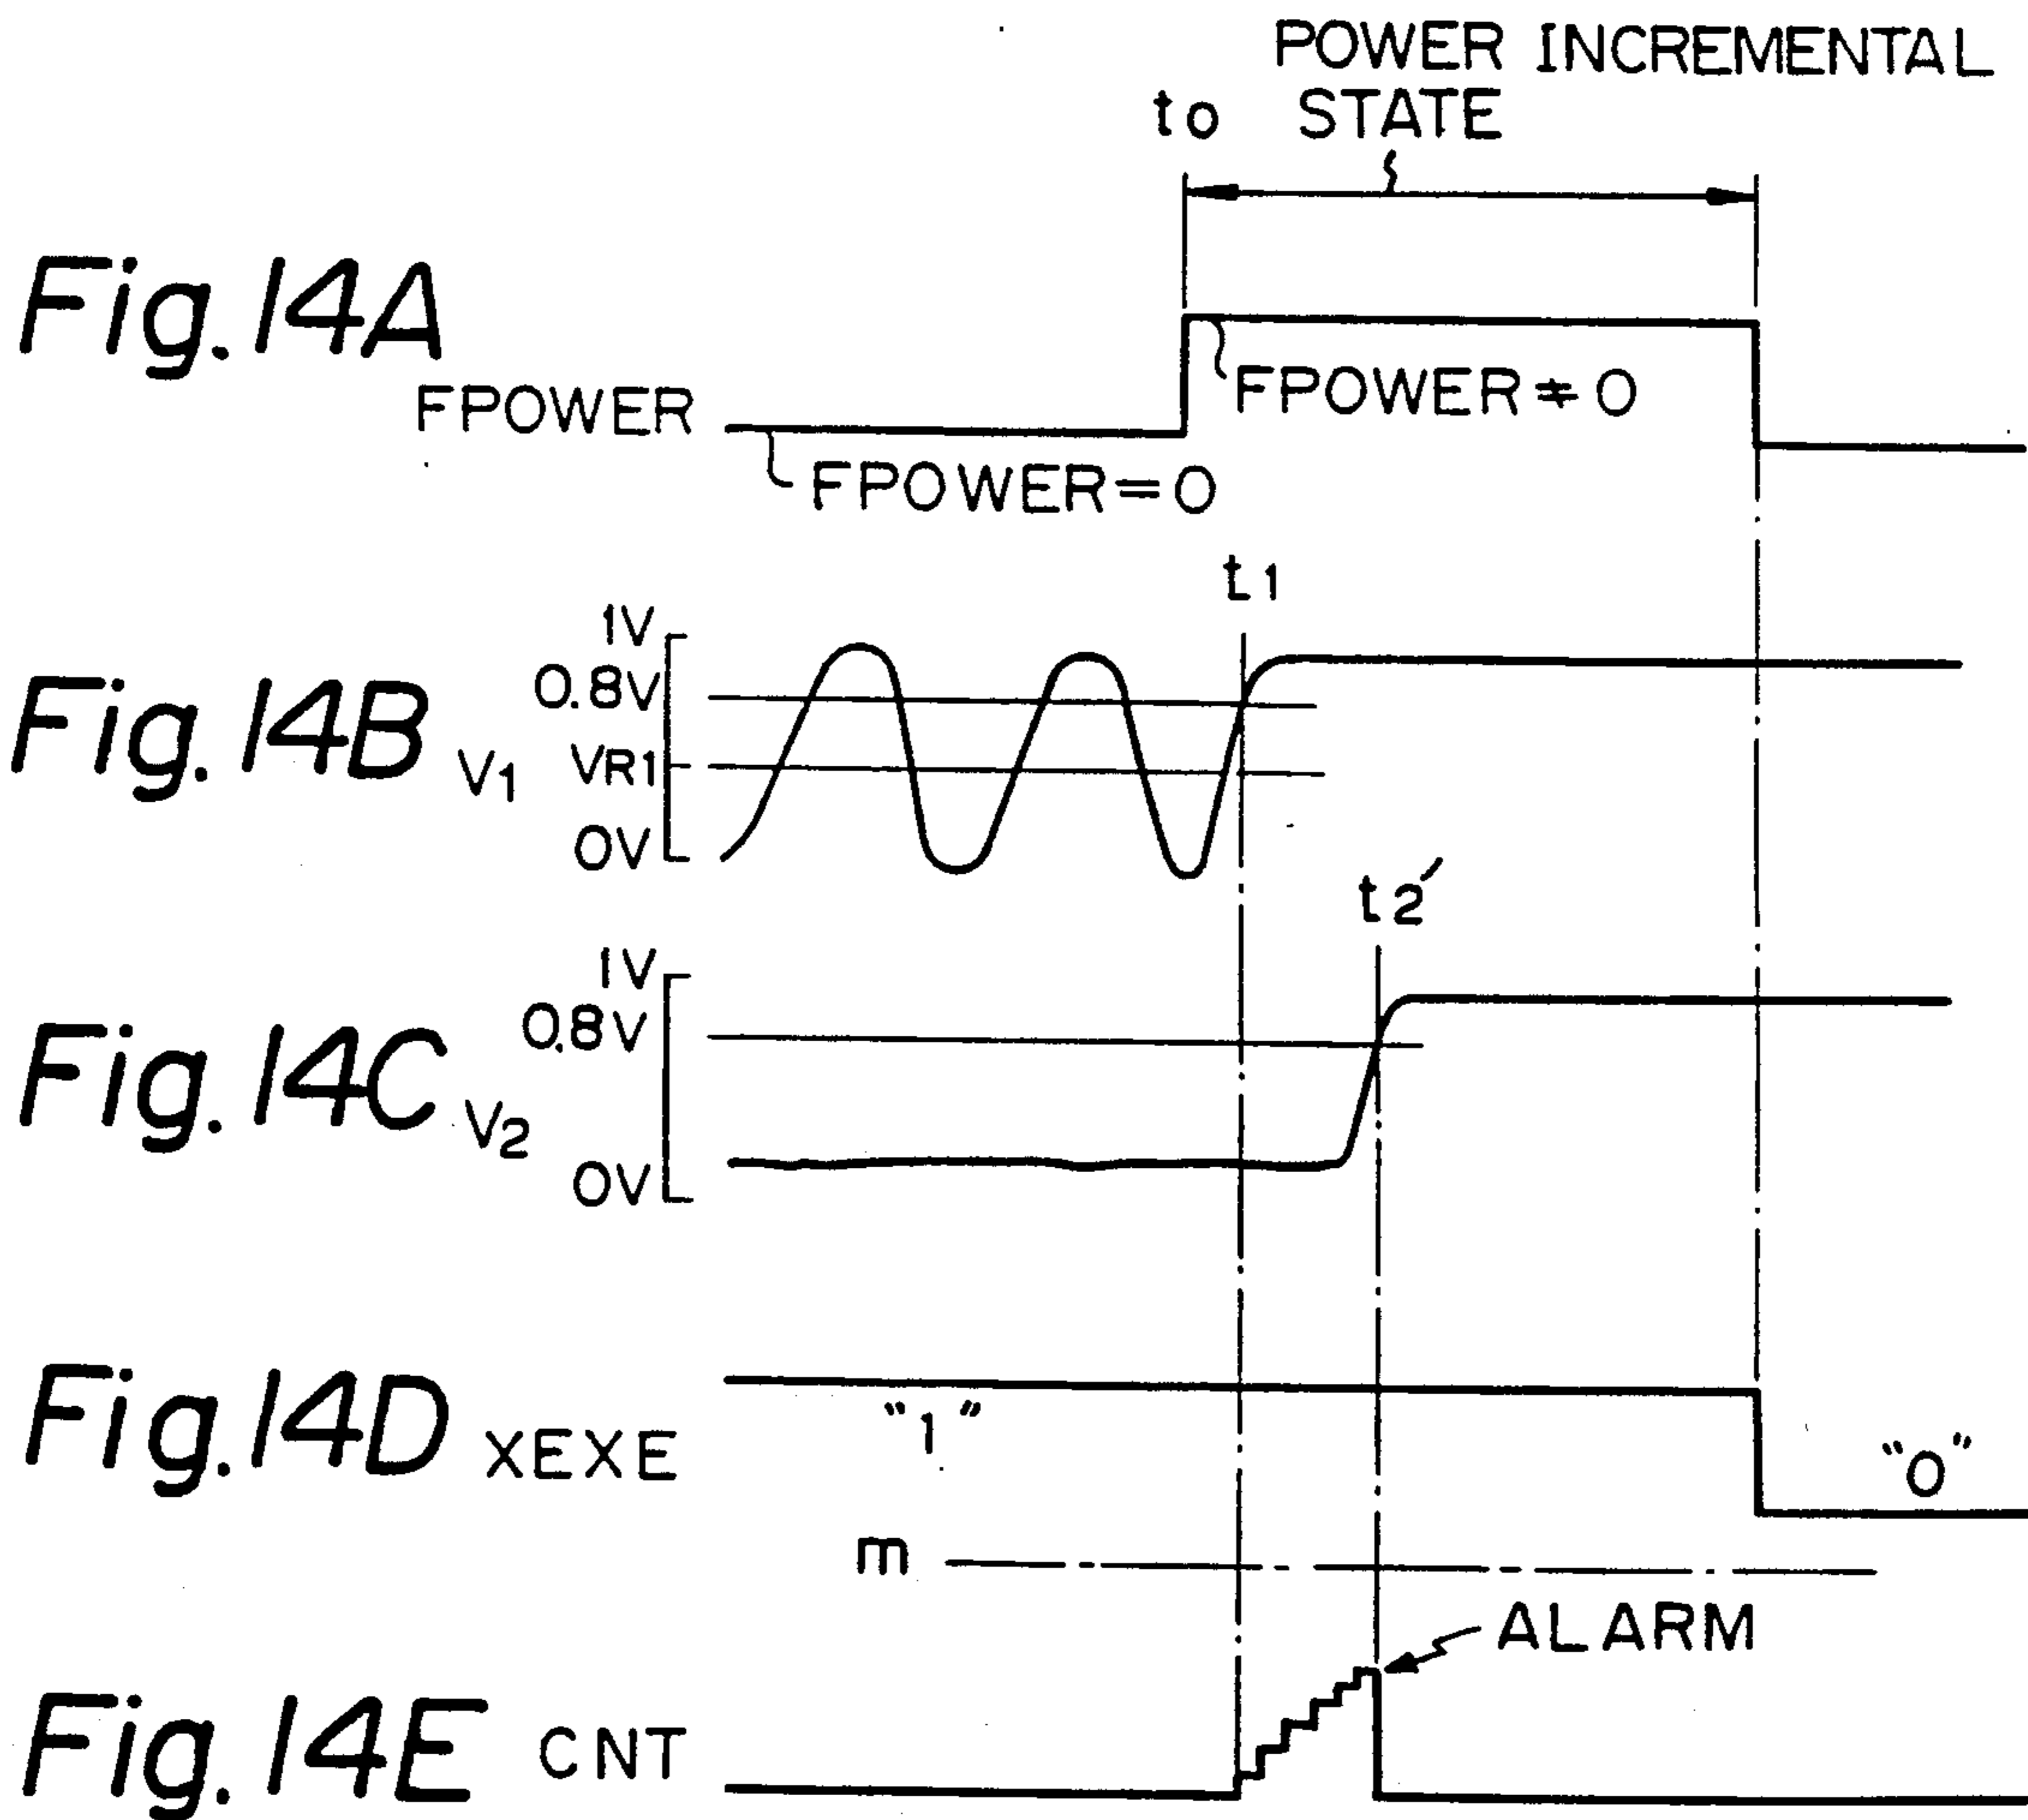 POWER INCREMENTAL
to STATE
Fig.14A
FPOWER
FPOWER≠0
FPOWER=0
t1
Fig.14B
V1
1V
0.8V
VR1
0V
t2′
Fig.14C
V2
1V
0.8V
0V
Fig.14D
XEXE
"1"
"0"
m
ALARM
Fig.14E
CNT